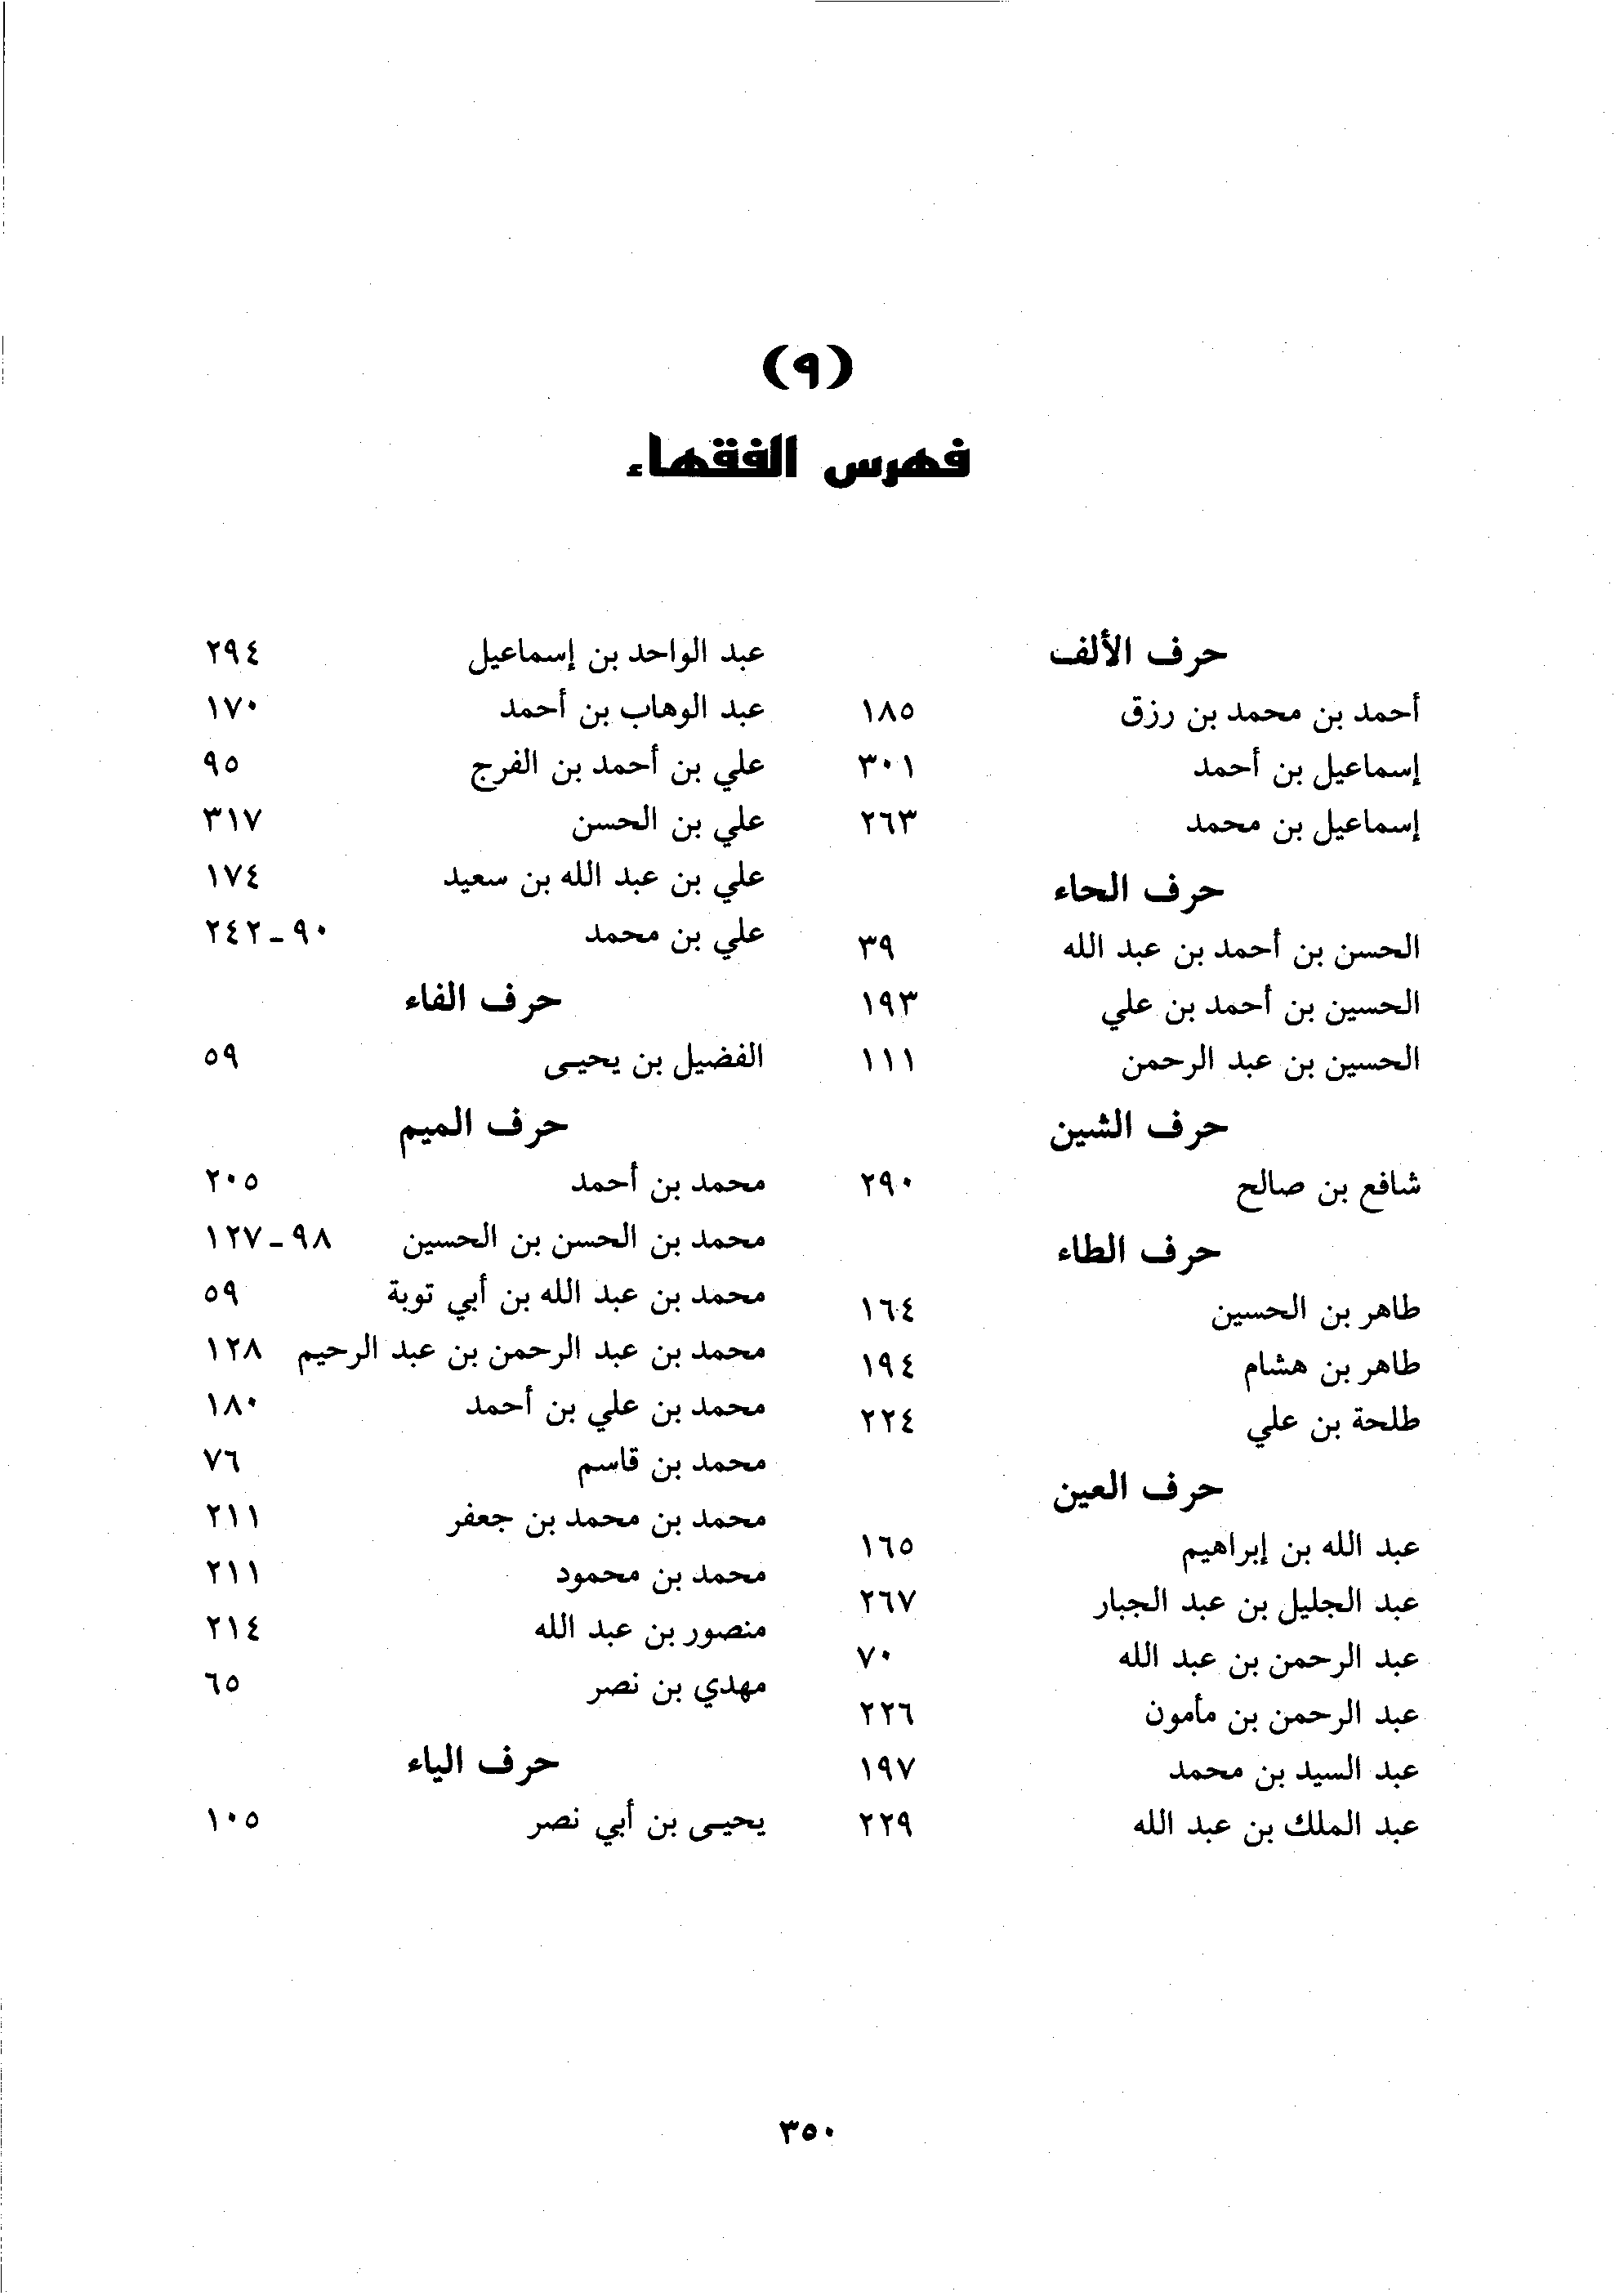 (٩)
فهرس الفقهاء
حرف الألف
أحمد بن محمد بن رزق ١٨٥
إسماعيل بن أحمد ٣٠١
إسماعيل بن محمد ٢٦٣
حرف الحاء
الحسن بن أحمد بن عبد الله ٣٩
الحسين بن أحمد بن علي ١٩٣
الحسين بن عبد الرحمن ١١١
حرف الشين
شافع بن صالح ٢٩٠
حرف الطاء
طاهر بن الحسين ١٦٤
طاهر بن هشام ١٩٤
طلحة بن علي ٢٢٤
حرف العين
عبد الله بن إبراهيم ١٦٥
عبد الجليل بن عبد الجبار ٢٦٧
عبد الرحمن بن عبد الله ٧٠
عبد الرحمن بن مأمون ٢٢٦
عبد السيد بن محمد ١٩٧
عبد الملك بن عبد الله ٢٢٩
عبد الواحد بن إسماعيل ٢٩٤
عبد الوهاب بن أحمد ١٧٠
علي بن أحمد بن الفرج ٩٥
علي بن الحسن ٣١٧
علي بن عبد الله بن سعيد ١٧٤
علي بن محمد ٩٠-٢٤٢
حرف الفاء
الفضيل بن يحيى ٥٩
حرف الميم
محمد بن أحمد ٢٠٥
محمد بن الحسن بن الحسين ٩٨-١٢٧
محمد بن عبد الله بن أبي توبة ٥٩
محمد بن عبد الرحمن بن عبد الرحيم ١٢٨
محمد بن علي بن أحمد ١٨٠
محمد بن قاسم ٧٦
محمد بن محمد بن جعفر ٢١١
محمد بن محمود ٢١١
منصور بن عبد الله ٢١٤
مهدي بن نصر ٦٥
حرف الياء
يحيى بن أبي نصر ١٠٥
٣٥٠